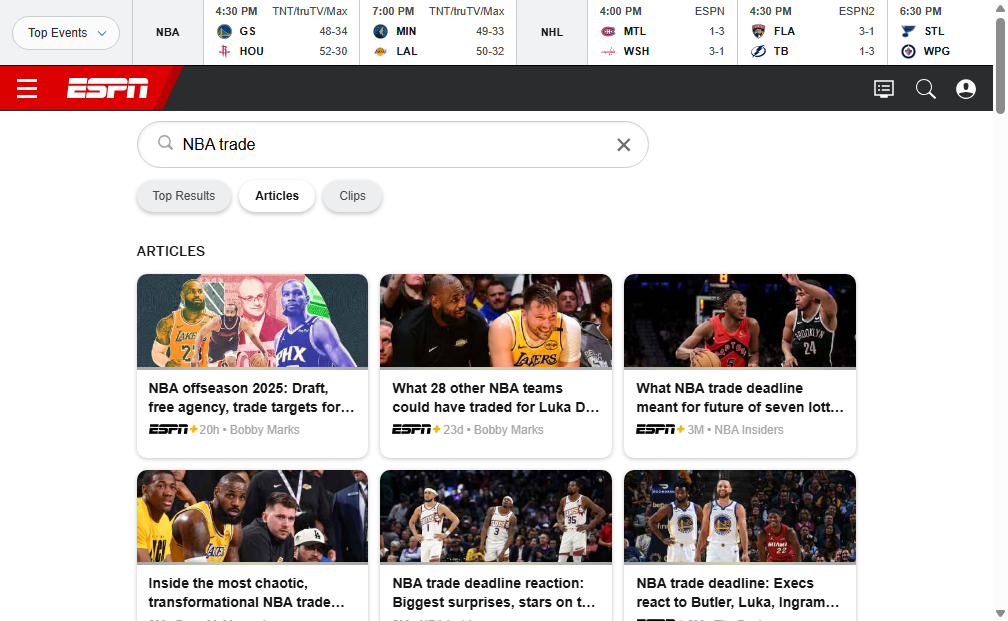 Top Events
NBA
4:30 PM TNT/truTV/Max
GS 48-34
HOU 52-30
7:00 PM TNT/truTV/Max
MIN 49-33
LAL 50-32
NHL
4:00 PM ESPN
MTL 1-3
WSH 3-1
4:30 PM ESPN2
FLA 3-1
TB 1-3
6:30 PM
STL
WPG
ESPN
NBA trade
Top Results Articles Clips
ARTICLES
NBA offseason 2025: Draft,
free agency, trade targets for…
ESPN+ 20h • Bobby Marks
What 28 other NBA teams
could have traded for Luka D…
ESPN+ 23d • Bobby Marks
What NBA trade deadline
meant for future of seven lott…
ESPN+ 3M • NBA Insiders
Inside the most chaotic,
transformational NBA trade…
NBA trade deadline reaction:
Biggest surprises, stars on t…
NBA trade deadline: Execs
react to Butler, Luka, Ingram…